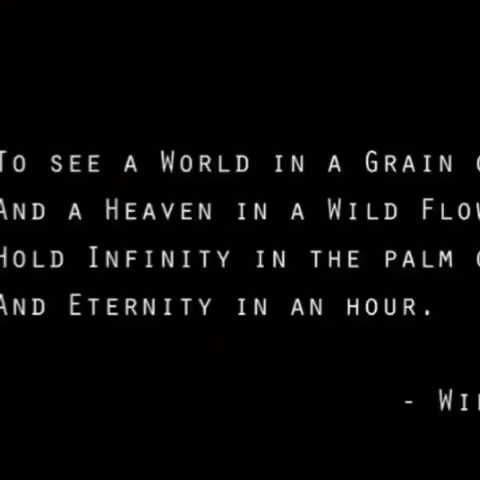 To see a World in a Grain
And a Heaven in a Wild
Hold Infinity in the palm
And Eternity in an hour.
-